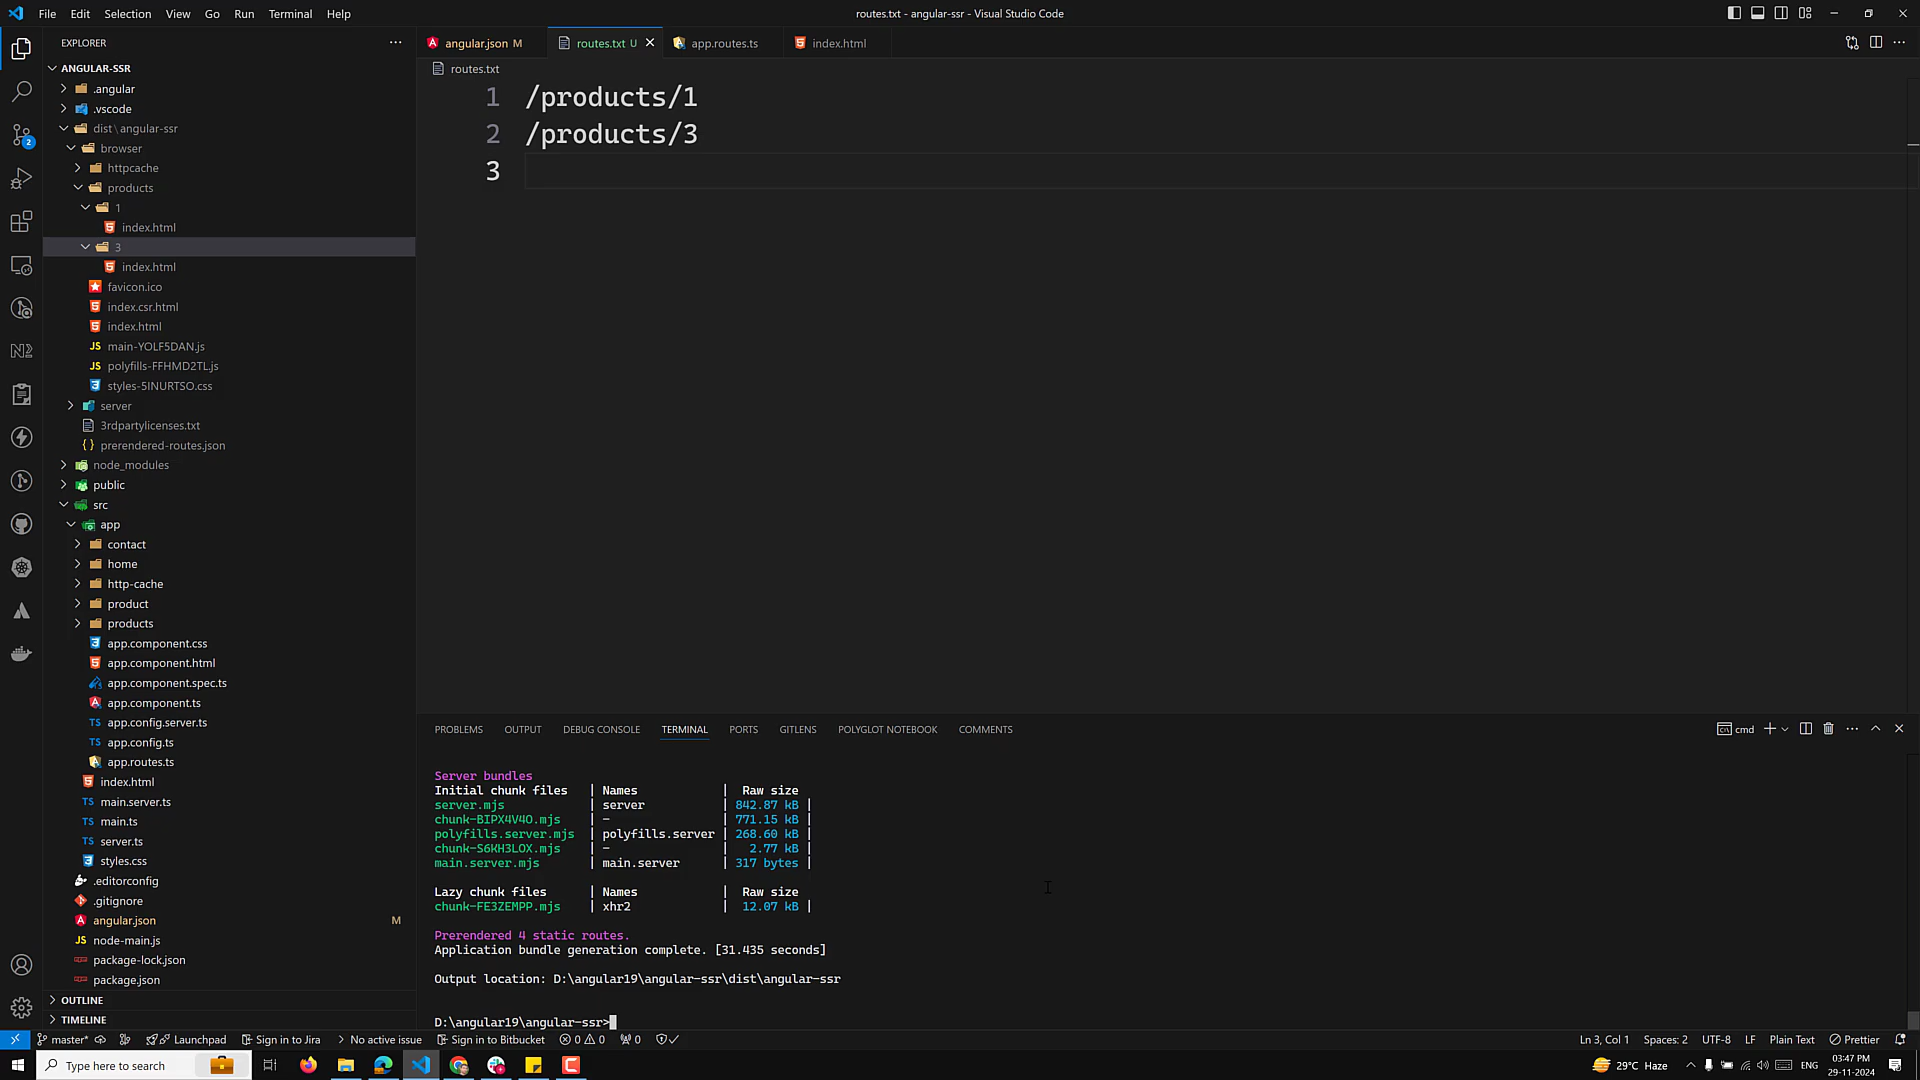 File Edit Selection View Go Run Terminal Help
routes.txt - angular-ssr - Visual Studio Code
EXPLORER
ANGULAR-SSR
.angular
.vscode
dist\angular-ssr
browser
httpcache
products
1
index.html
3
index.html
favicon.ico
index.csr.html
index.html
JS main-YOLF5DAN.js
JS polyfills-FFHMD2TL.js
styles-5INURTSO.css
server
3rdpartylicenses.txt
{} prerendered-routes.json
node_modules
public
src
app
contact
home
http-cache
product
products
app.component.css
app.component.html
app.component.spec.ts
app.component.ts
TS app.config.server.ts
TS app.config.ts
app.routes.ts
index.html
TS main.server.ts
TS main.ts
TS server.ts
styles.css
.editorconfig
.gitignore
angular.json M
JS node-main.js
package-lock.json
package.json
OUTLINE
TIMELINE
angular.json M routes.txt U app.routes.ts index.html
routes.txt
1 /products/1
2 /products/3
3
PROBLEMS OUTPUT DEBUG CONSOLE TERMINAL PORTS GITLENS POLYGLOT NOTEBOOK COMMENTS
cmd
Server bundles
Initial chunk files | Names | Raw size
server.mjs | server | 842.87 kB |
chunk-BIPX4V4O.mjs | - | 771.15 kB |
polyfills.server.mjs | polyfills.server | 268.60 kB |
chunk-S6KH3LOX.mjs | - | 2.77 kB |
main.server.mjs | main.server | 317 bytes |
Lazy chunk files | Names | Raw size
chunk-FE3ZEMPP.mjs | xhr2 | 12.07 kB |
Prerendered 4 static routes.
Application bundle generation complete. [31.435 seconds]
Output location: D:\angular19\angular-ssr\dist\angular-ssr
D:\angular19\angular-ssr>
master* Launchpad Sign in to Jira No active issue Sign in to Bitbucket 0 0 0
Ln 3, Col 1 Spaces: 2 UTF-8 LF Plain Text Prettier
Type here to search
29°C Haze ENG
03:47 PM
29-11-2024
2
N2